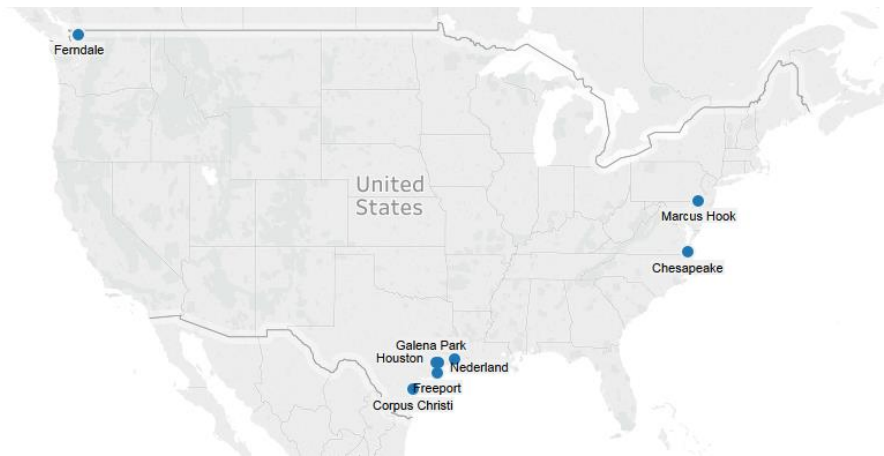 Ferndale
United
States
Marcus Hook
Chesapeake
Galena Park
Houston
Nederland
Freeport
Corpus Christi